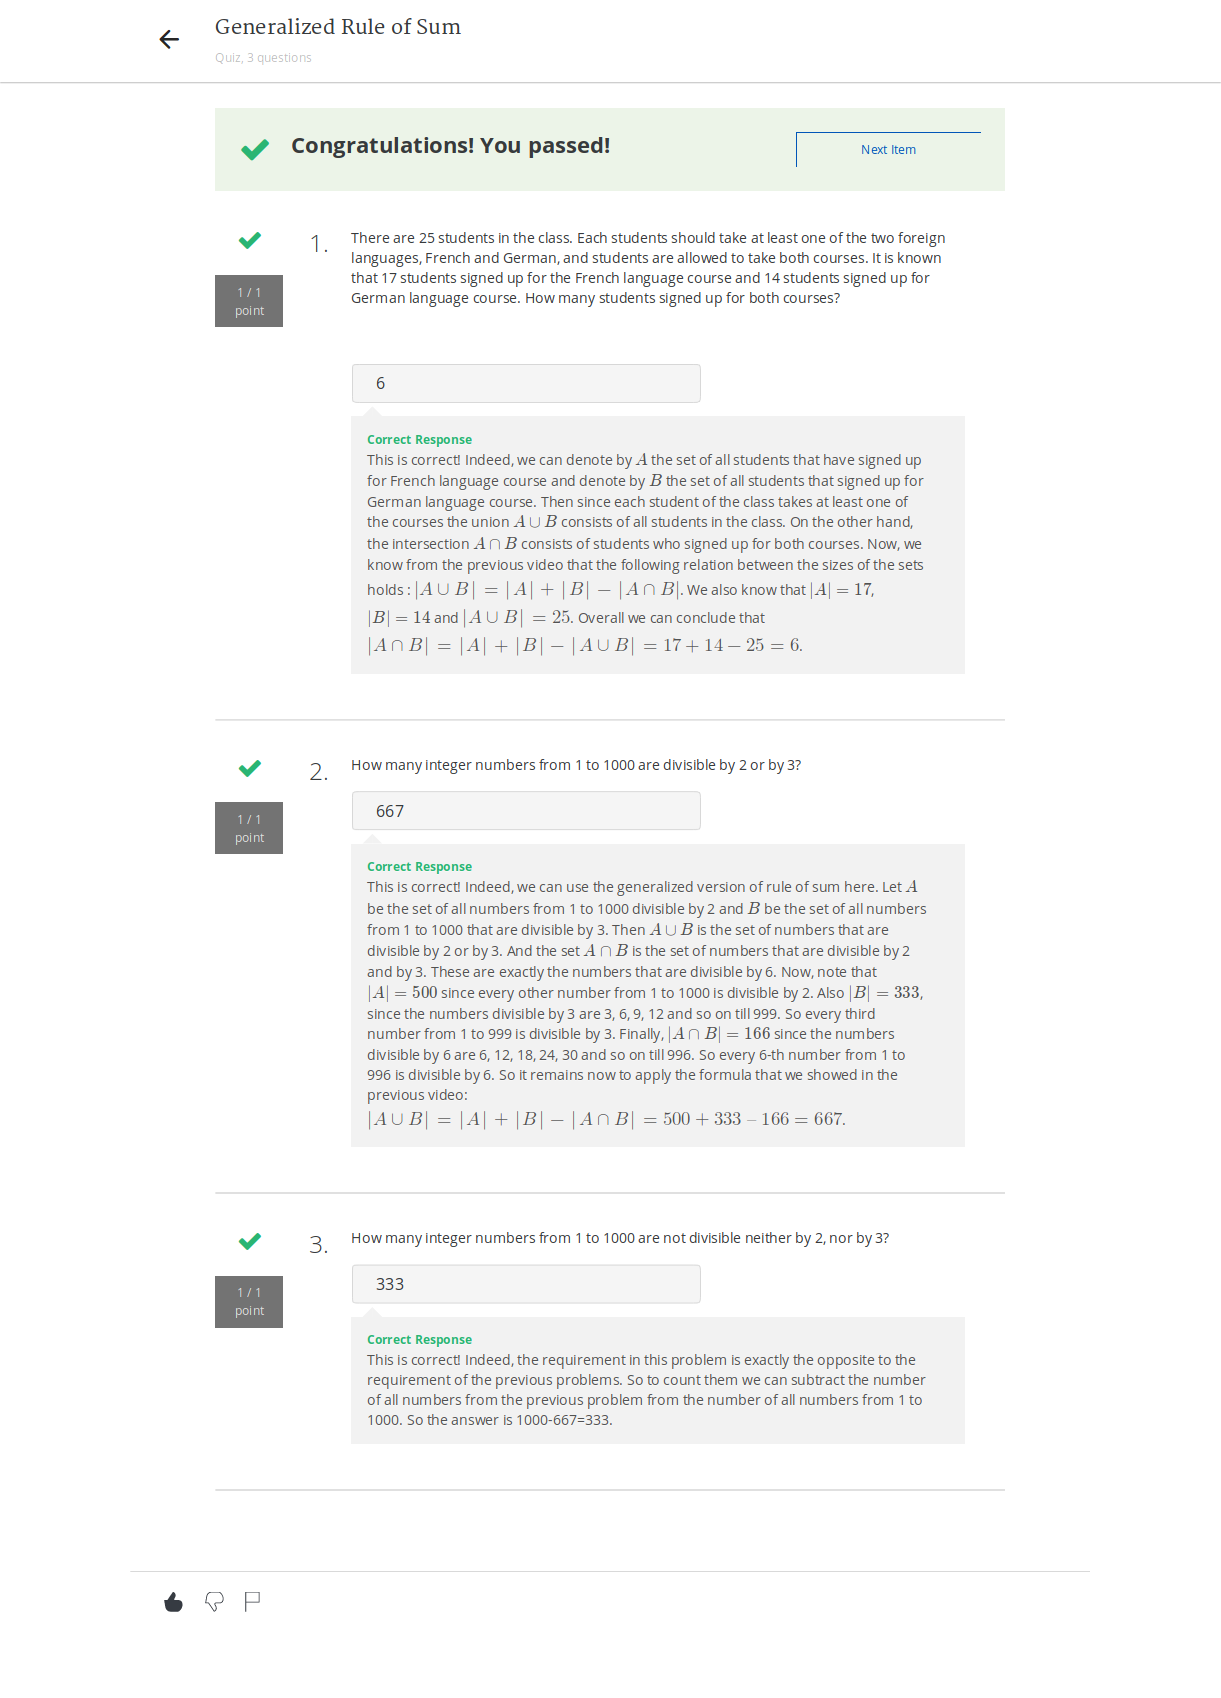 Generalized Rule of Sum
Quiz, 3 questions
Congratulations! You passed!
Next Item
1 / 1
point
1.
There are 25 students in the class. Each students should take at least one of the two foreign
languages, French and German, and students are allowed to take both courses. It is known
that 17 students signed up for the French language course and 14 students signed up for
German language course. How many students signed up for both courses?
6
Correct Response
This is correct! Indeed, we can denote by A the set of all students that have signed up
for French language course and denote by B the set of all students that signed up for
German language course. Then since each student of the class takes at least one of
the courses the union A ∪ B consists of all students in the class. On the other hand,
the intersection A ∩ B consists of students who signed up for both courses. Now, we
know from the previous video that the following relation between the sizes of the sets
holds : |A ∪ B| = |A| + |B| − |A ∩ B|. We also know that |A| = 17,
|B| = 14 and |A ∪ B| = 25. Overall we can conclude that
|A ∩ B| = |A| + |B| − |A ∪ B| = 17 + 14 − 25 = 6.
1 / 1
point
2.
How many integer numbers from 1 to 1000 are divisible by 2 or by 3?
667
Correct Response
This is correct! Indeed, we can use the generalized version of rule of sum here. Let A
be the set of all numbers from 1 to 1000 divisible by 2 and B be the set of all numbers
from 1 to 1000 that are divisible by 3. Then A ∪ B is the set of numbers that are
divisible by 2 or by 3. And the set A ∩ B is the set of numbers that are divisible by 2
and by 3. These are exactly the numbers that are divisible by 6. Now, note that
|A| = 500 since every other number from 1 to 1000 is divisible by 2. Also |B| = 333,
since the numbers divisible by 3 are 3, 6, 9, 12 and so on till 999. So every third
number from 1 to 999 is divisible by 3. Finally, |A ∩ B| = 166 since the numbers
divisible by 6 are 6, 12, 18, 24, 30 and so on till 996. So every 6-th number from 1 to
996 is divisible by 6. So it remains now to apply the formula that we showed in the
previous video:
|A ∪ B| = |A| + |B| − |A ∩ B| = 500 + 333 – 166 = 667.
1 / 1
point
3.
How many integer numbers from 1 to 1000 are not divisible neither by 2, nor by 3?
333
Correct Response
This is correct! Indeed, the requirement in this problem is exactly the opposite to the
requirement of the previous problems. So to count them we can subtract the number
of all numbers from the previous problem from the number of all numbers from 1 to
1000. So the answer is 1000-667=333.